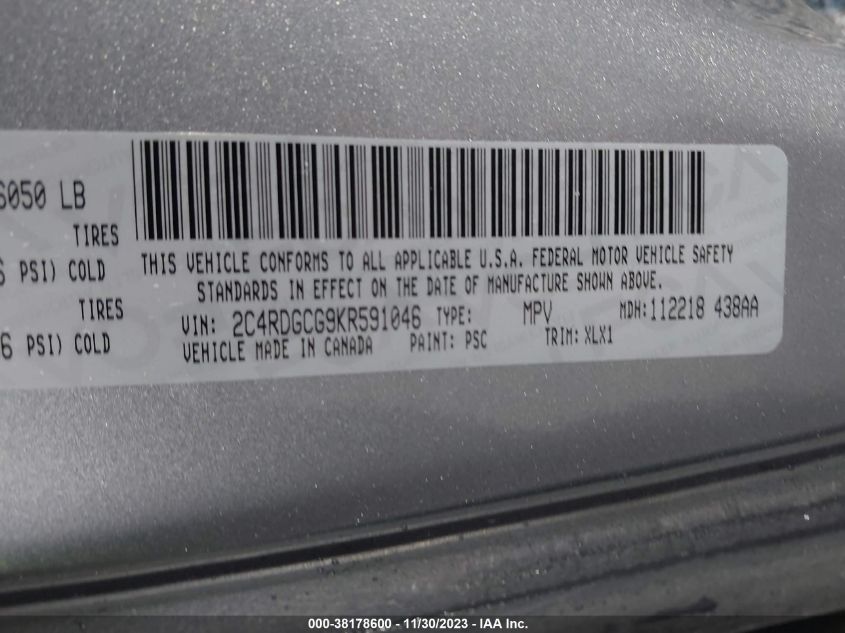 6050 LB
TIRES
PSI) COLD
TIRES
6 PSI) COLD
THIS VEHICLE CONFORMS TO ALL APPLICABLE U.S.A. FEDERAL MOTOR VEHICLE SAFETY
STANDARDS IN EFFECT ON THE DATE OF MANUFACTURE SHOWN ABOVE.
VIN: 2C4RDGCG9KR591046 TYPE: MPV MDH: 112218 438AA
VEHICLE MADE IN CANADA PAINT: PSC TRIM: XLX1
000-38178600 - 11/30/2023 - IAA Inc.